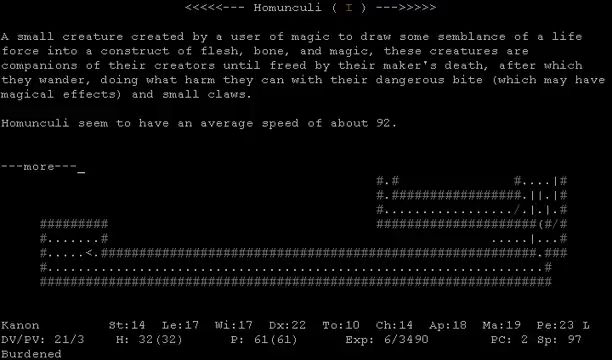 <<<<<--- Homunculi ( I ) --->>>>>
A small creature created by a user of magic to draw some semblance of a life
force into a construct of flesh, bone, and magic, these creatures are
companions of their creators until freed by their maker's death, after which
they wander, doing what harm they can with their dangerous bite (which may have
magical effects) and small claws.
Homunculi seem to have an average speed of about 92.
---more---_
Kanon St:14 Le:17 Wi:17 Dx:22 To:10 Ch:14 Ap:18 Ma:19 Pe:23 L
DV/PV: 21/3 H: 32(32) P: 61(61) Exp: 6/3490 PC: 2 Sp: 97
Burdened